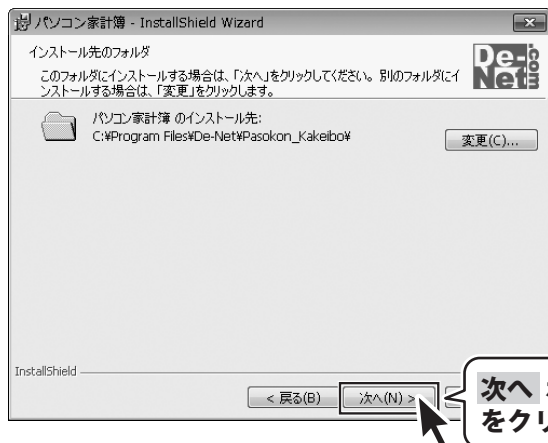 パソコン家計簿 - InstallShield Wizard
インストール先のフォルダ
De-Net.com
このフォルダにインストールする場合は、「次へ」をクリックしてください。別のフォルダにイ
ンストールする場合は、「変更」をクリックします。
パソコン家計簿 のインストール先:
C:¥Program Files¥De-Net¥Pasokon_Kakeibo¥
変更(C)...
InstallShield
< 戻る(B)
次へ(N) >
次へ
をクリ